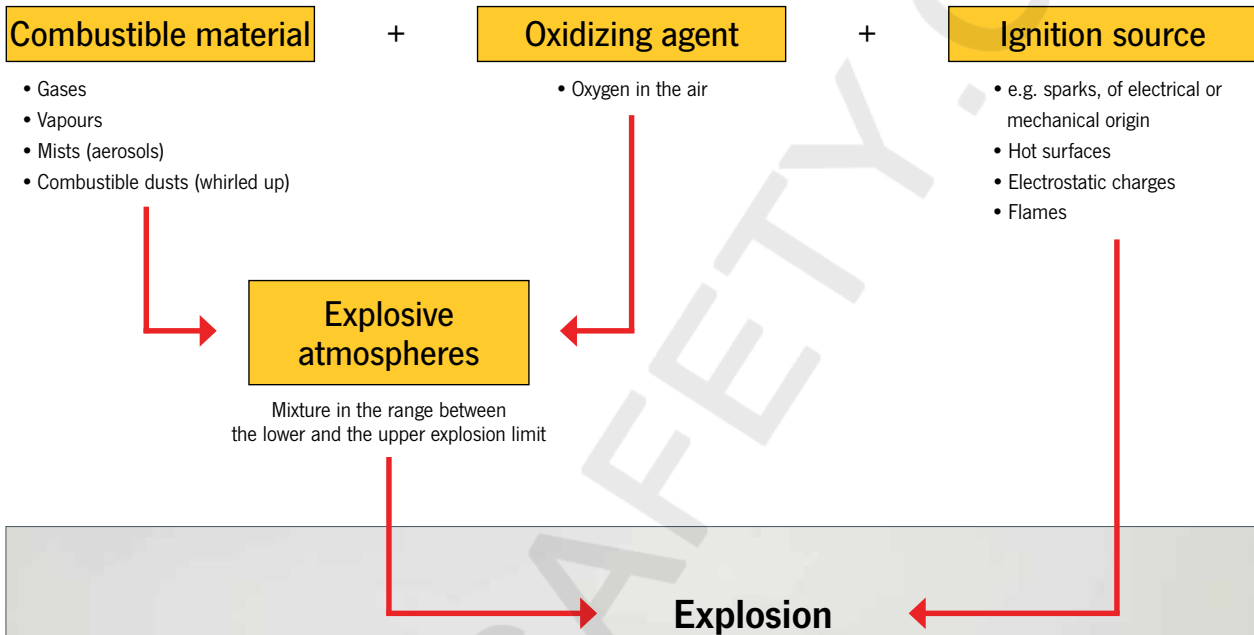 Combustible material + Oxidizing agent + Ignition source
• Gases
• Vapours
• Mists (aerosols)
• Combustible dusts (whirled up)
• Oxygen in the air
• e.g. sparks, of electrical or
mechanical origin
• Hot surfaces
• Electrostatic charges
• Flames
Explosive
atmospheres
Mixture in the range between
the lower and the upper explosion limit
Explosion